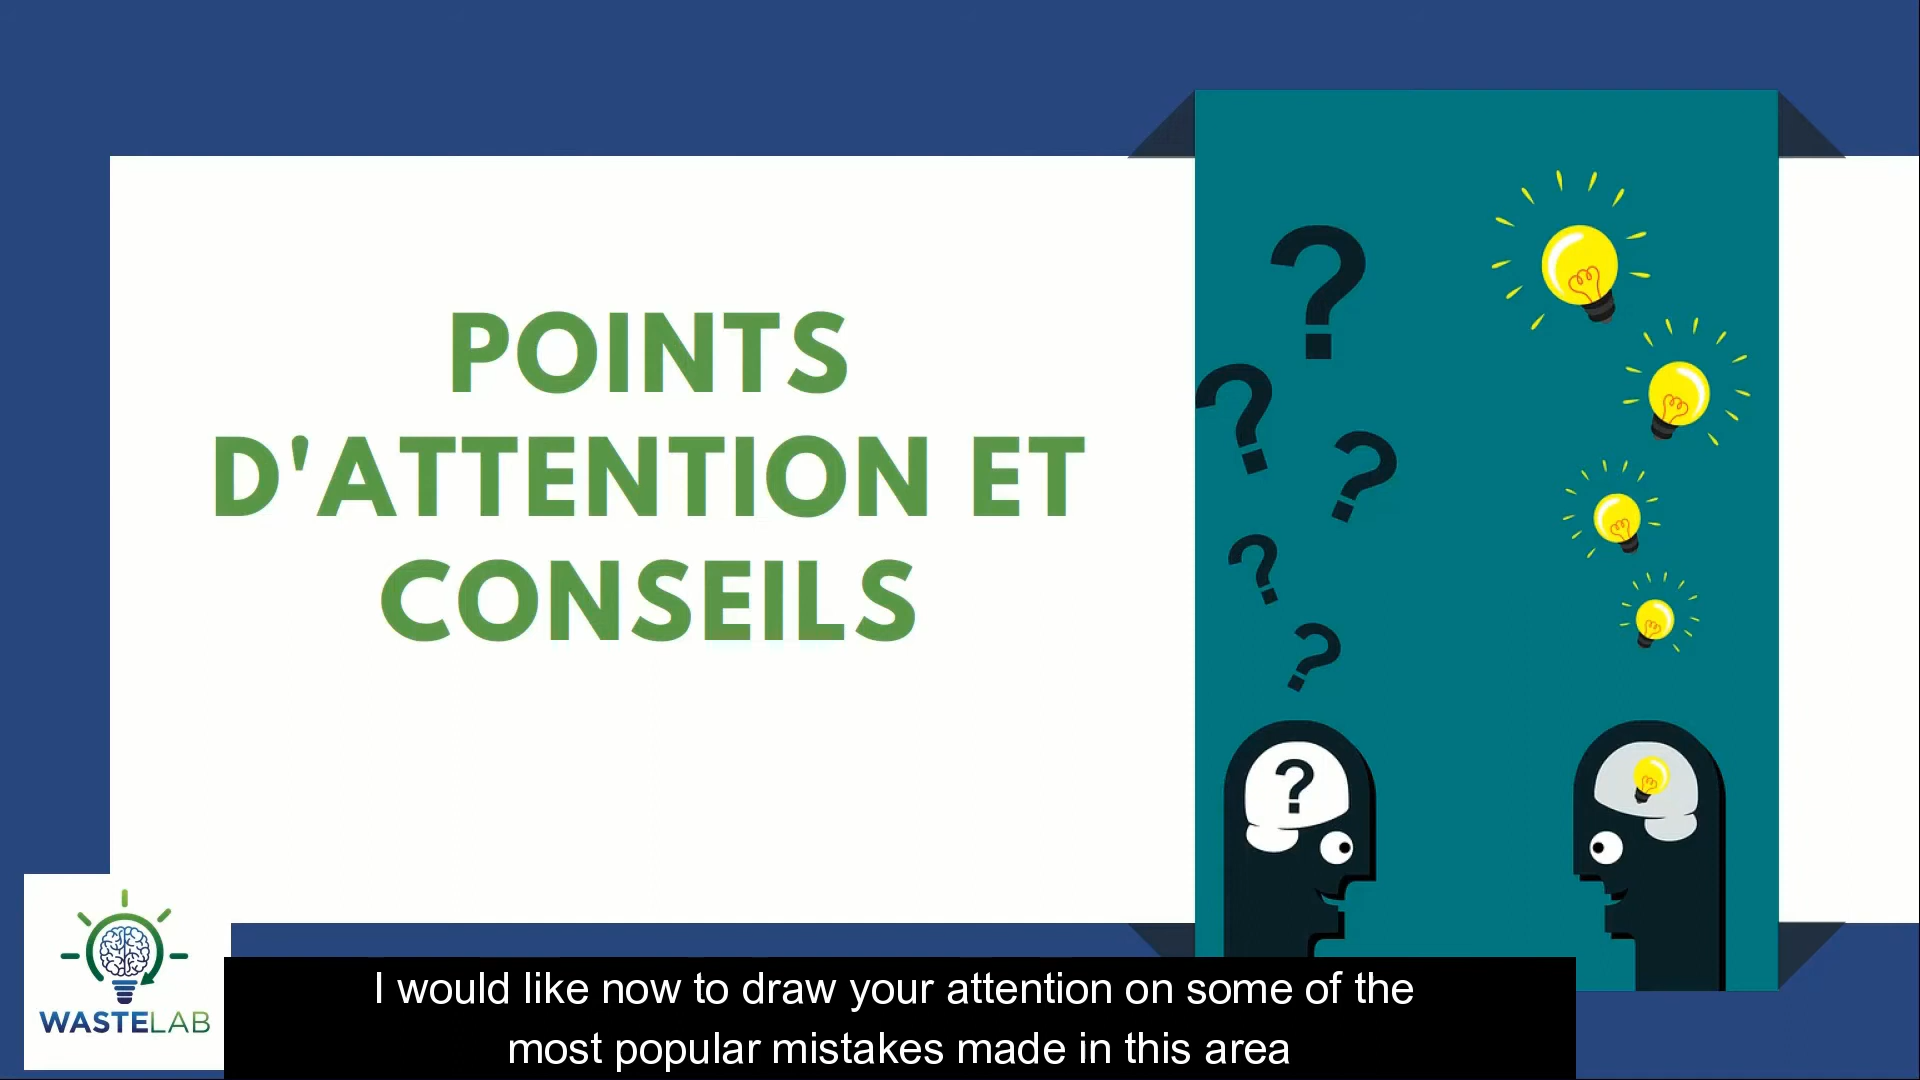 POINTS
D'ATTENTION ET
CONSEILS
? ? ? ? ?
?
WASTELAB
I would like now to draw your attention on some of the
most popular mistakes made in this area